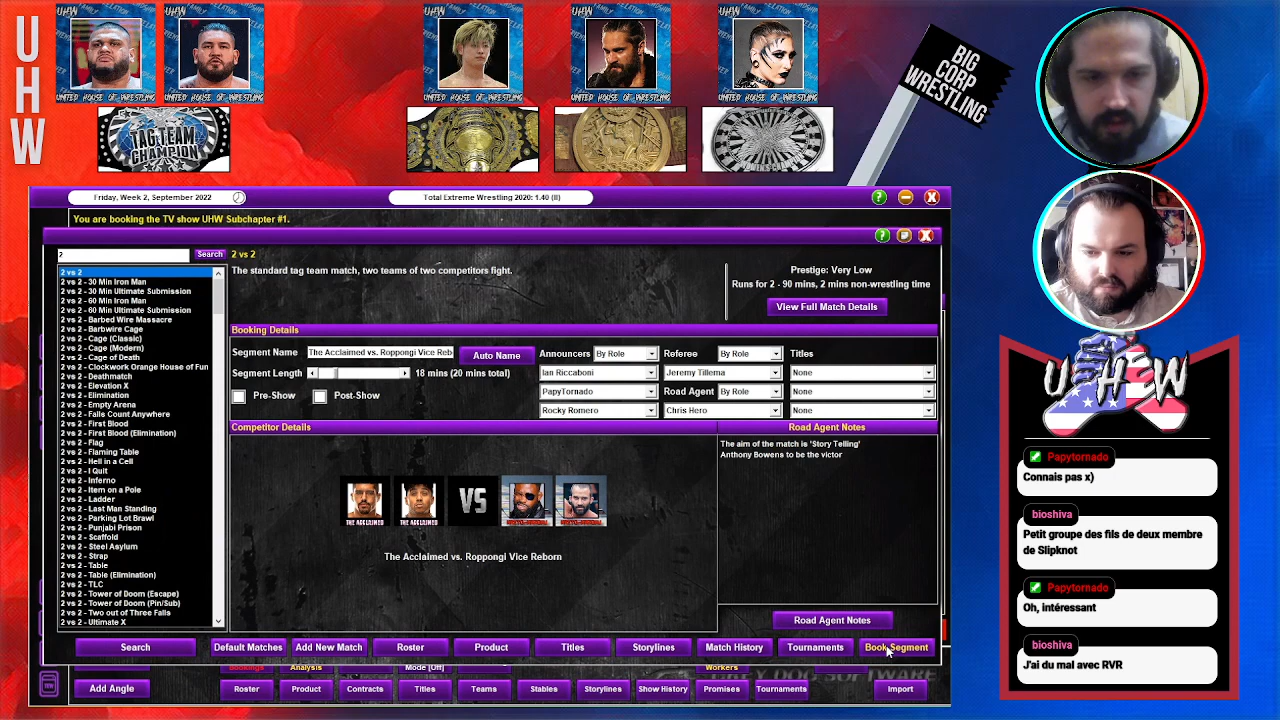 UHW
UNITED HOUSE OF WRESTLING
UNITED HOUSE OF WRESTLING
UNITED HOUSE OF WRESTLING
UNITED HOUSE OF WRESTLING
UNITED HOUSE OF WRESTLING
TAG TEAM
CHAMPION
BIG
CORP
WRESTLING
Friday, Week 2, September 2022
Total Extreme Wrestling 2020: 1.40 (II)
You are booking the TV show UHW Subchapter #1.
2
Search
2 vs 2
2 vs 2
2 vs 2 - 30 Min Iron Man
2 vs 2 - 30 Min Ultimate Submission
2 vs 2 - 60 Min Iron Man
2 vs 2 - 60 Min Ultimate Submission
2 vs 2 - Barbed Wire Massacre
2 vs 2 - Barbwire Cage
2 vs 2 - Cage (Classic)
2 vs 2 - Cage (Modern)
2 vs 2 - Cage of Death
2 vs 2 - Clockwork Orange House of Fun
2 vs 2 - Deathmatch
2 vs 2 - Elevation X
2 vs 2 - Elimination
2 vs 2 - Empty Arena
2 vs 2 - Falls Count Anywhere
2 vs 2 - First Blood
2 vs 2 - First Blood (Elimination)
2 vs 2 - Flag
2 vs 2 - Flaming Table
2 vs 2 - Hell in a Cell
2 vs 2 - I Quit
2 vs 2 - Inferno
2 vs 2 - Item on a Pole
2 vs 2 - Ladder
2 vs 2 - Last Man Standing
2 vs 2 - Parking Lot Brawl
2 vs 2 - Punjabi Prison
2 vs 2 - Scaffold
2 vs 2 - Steel Asylum
2 vs 2 - Strap
2 vs 2 - Table
2 vs 2 - Table (Elimination)
2 vs 2 - TLC
2 vs 2 - Tower of Doom (Escape)
2 vs 2 - Tower of Doom (Pin/Sub)
2 vs 2 - Two out of Three Falls
2 vs 2 - Ultimate X
The standard tag team match, two teams of two competitors fight.
Prestige: Very Low
Runs for 2 - 90 mins, 2 mins non-wrestling time
View Full Match Details
Booking Details
Segment Name
The Acclaimed vs. Roppongi Vice Reb
Auto Name
Segment Length
18 mins (20 mins total)
Pre-Show
Post-Show
Announcers
By Role
Ian Riccaboni
PapyTornado
Rocky Romero
Referee
By Role
Jeremy Tillema
Road Agent
By Role
Chris Hero
Titles
None
None
None
Competitor Details
THE ACCLAIMED
THE ACCLAIMED
VS
The Acclaimed vs. Roppongi Vice Reborn
Road Agent Notes
The aim of the match is 'Story Telling'
Anthony Bowens to be the victor
Road Agent Notes
Search
Default Matches
Add New Match
Roster
Product
Titles
Storylines
Match History
Tournaments
Book Segment
Bookings
Analysis
Mode [Off]
Workers
GREY DOG SOFTWARE
Add Angle
Roster
Product
Contracts
Titles
Teams
Stables
Storylines
Show History
Promises
Tournaments
Import
UHW
Papytornado
Connais pas x)
bioshiva
Petit groupe des fils de deux membre
de Slipknot
Papytornado
Oh, intéressant
bioshiva
J'ai du mal avec RVR